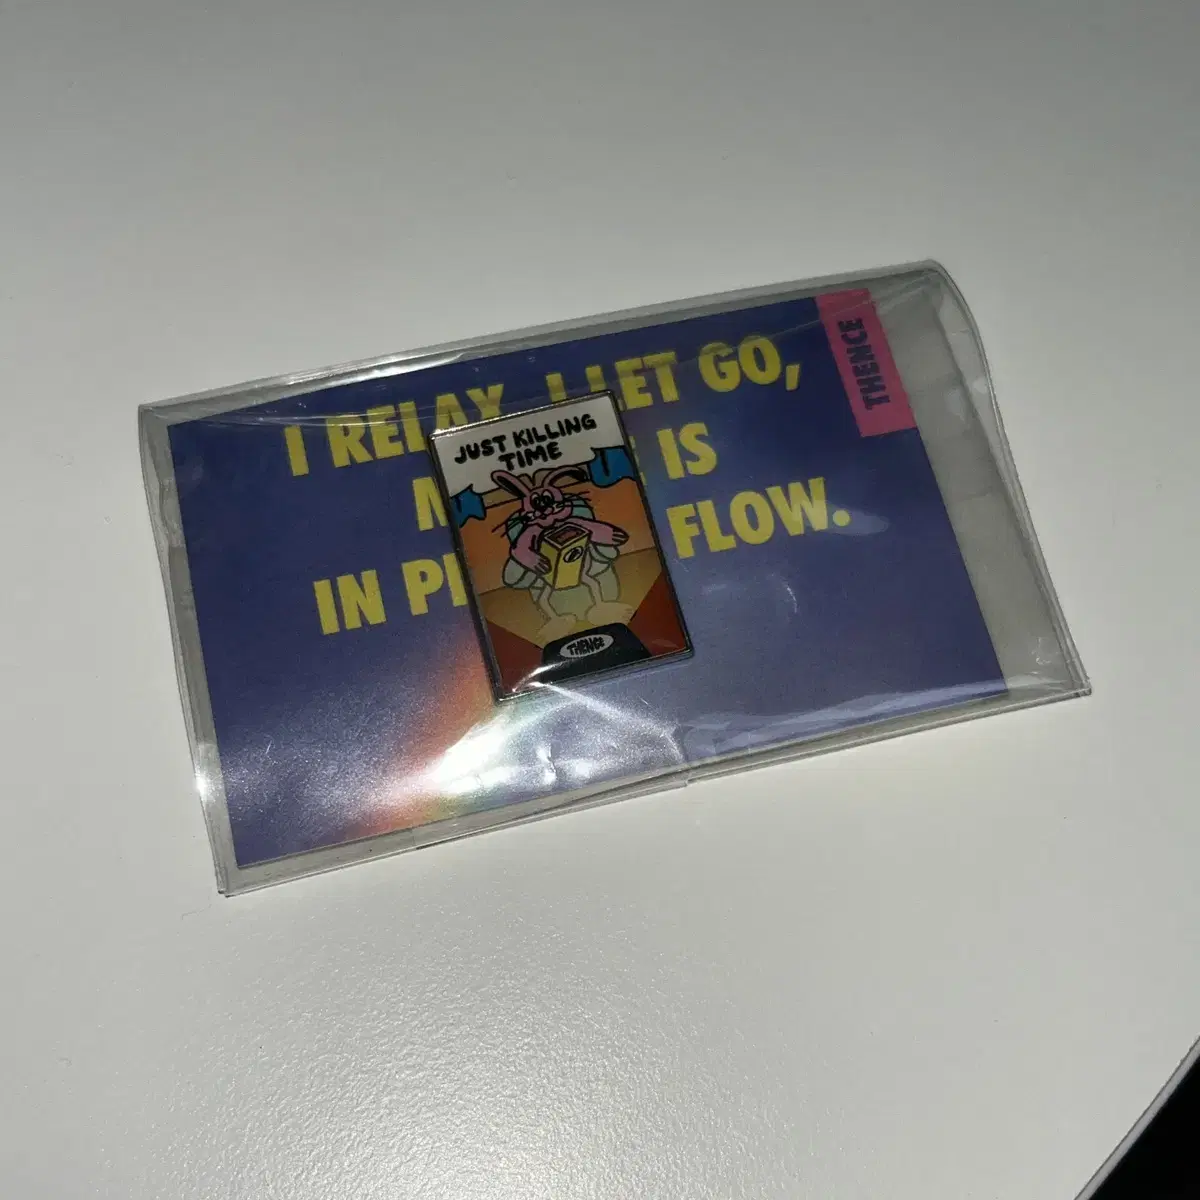 I RELAX, I LET GO,
IS
IN FLOW.
THENCE
JUST KILLING
TIME
THENCE